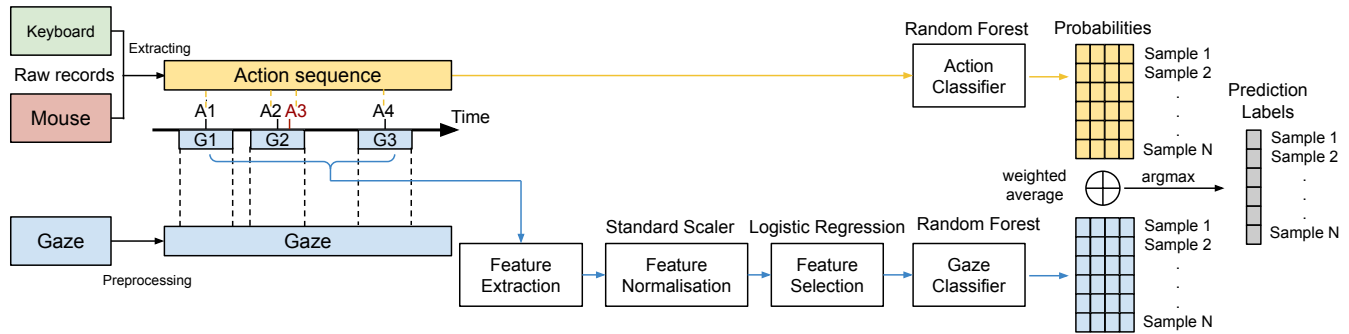 Keyboard
Raw records
Mouse
Extracting
Action sequence
A1 A2 A3 A4
Time
G1 G2 G3
Gaze
Preprocessing
Gaze
Feature
Extraction
Standard Scaler
Feature
Normalisation
Logistic Regression
Feature
Selection
Random Forest
Action
Classifier
Random Forest
Gaze
Classifier
Probabilities
Sample 1
Sample 2
.
.
.
Sample N
weighted
average
argmax
Sample 1
Sample 2
.
.
.
Sample N
Prediction
Labels
Sample 1
Sample 2
.
.
.
Sample N